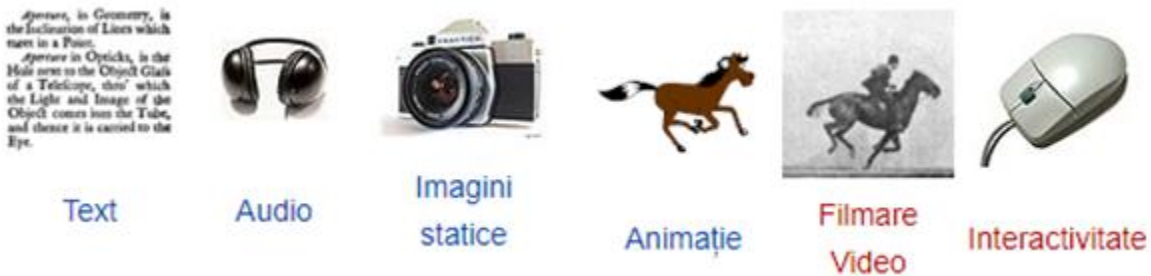 Aperture, in Geometry, is
the Inclination of Lines which
meet in a Point.
Aperture in Opticks, is the
Hole next to the Object Glass
of a Telescope, thro' which
the Light and Image of the
Object comes into the Tube,
and thence it is carried to the
Eye.
PRAKTICA
Text
Audio
Imagini
statice
Animație
Filmare
Video
Interactivitate